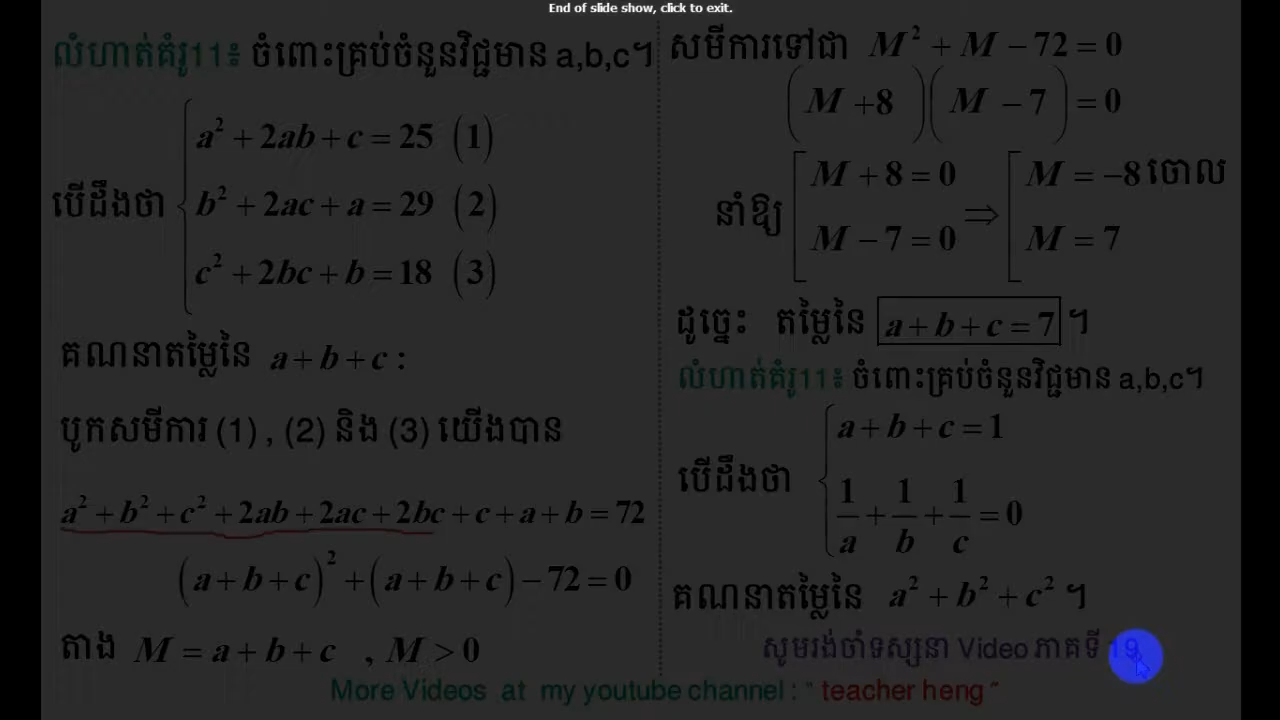 End of slide show, click to exit.
លំហាត់គំរូ11៖ ចំពោះគ្រប់ចំនួនវិជ្ជមាន a,b,c។
បើដឹងថា
a² + 2ab + c = 25 (1)
b² + 2ac + a = 29 (2)
c² + 2bc + b = 18 (3)
គណនាតម្លៃនៃ a + b + c :
បូកសមីការ (1) , (2) និង (3) យើងបាន
a² + b² + c² + 2ab + 2ac + 2bc + c + a + b = 72
(a + b + c)² + (a + b + c) − 72 = 0
តាង M = a + b + c , M > 0
សមីការទៅជា M² + M − 72 = 0
(M + 8)(M − 7) = 0
នាំឱ្យ [ M + 8 = 0 ⇒ [ M = −8 ចោល
M − 7 = 0 M = 7
ដូច្នេះ តម្លៃនៃ a + b + c = 7 ។
លំហាត់គំរូ11៖ ចំពោះគ្រប់ចំនួនវិជ្ជមាន a,b,c។
បើដឹងថា
a + b + c = 1
1/a + 1/b + 1/c = 0
គណនាតម្លៃនៃ a² + b² + c² ។
សូមរង់ចាំទស្សនា Video ភាគទី 19
More Videos at my youtube channel : " teacher heng "